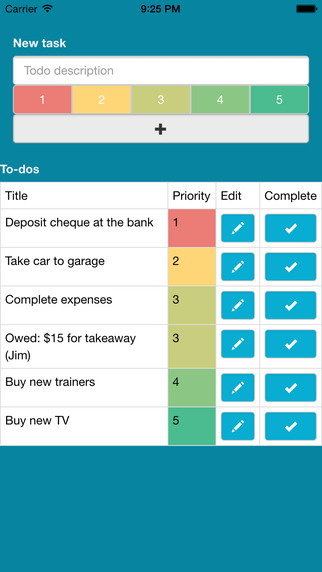 Carrier 9:25 PM
New task
Todo description
1 2 3 4 5
+
To-dos
Title Priority Edit Complete
Deposit cheque at the bank 1
Take car to garage 2
Complete expenses 3
Owed: $15 for takeaway 3
(Jim)
Buy new trainers 4
Buy new TV 5